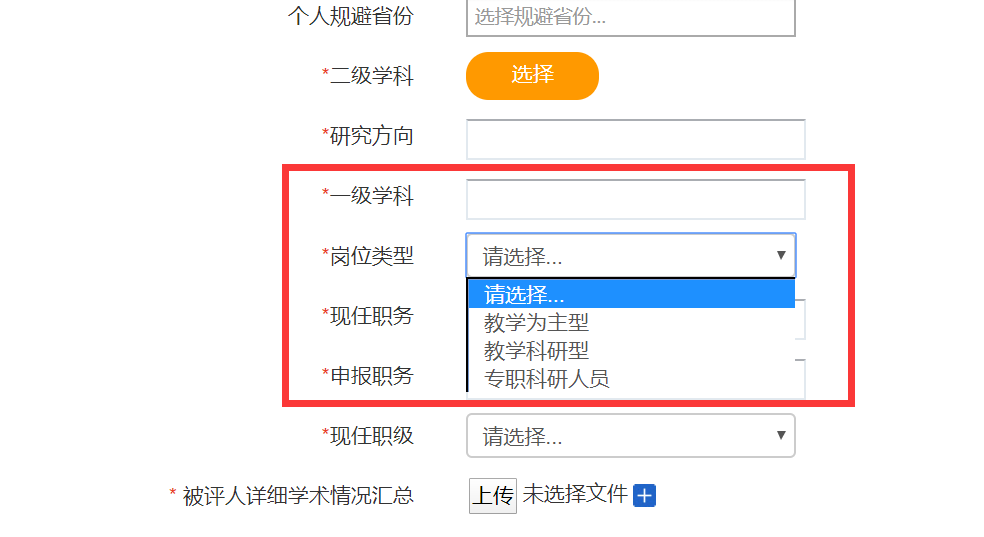 个人规避省份 选择规避省份...
*二级学科 选择
*研究方向
*一级学科
*岗位类型 请选择... ▼
请选择...
*现任职务 教学为主型
教学科研型
*申报职务 专职科研人员
*现任职级 请选择... ▼
* 被评人详细学术情况汇总 上传 未选择文件 +